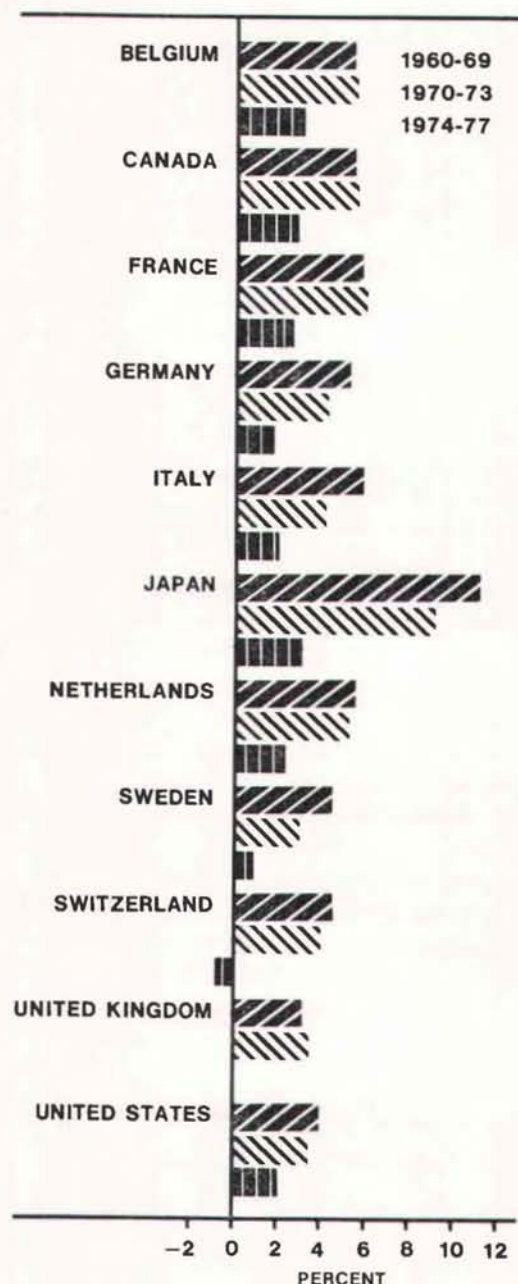 BELGIUM 1960-69
1970-73
1974-77
CANADA
FRANCE
GERMANY
ITALY
JAPAN
NETHERLANDS
SWEDEN
SWITZERLAND
UNITED KINGDOM
UNITED STATES
-2 0 2 4 6 8 10 12
PERCENT